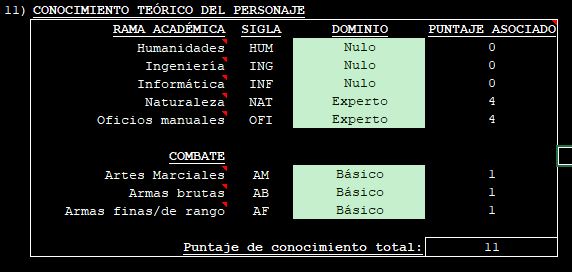 11) CONOCIMIENTO TEÓRICO DEL PERSONAJE
RAMA ACADÉMICA SIGLA DOMINIO PUNTAJE ASOCIADO
Humanidades HUM Nulo 0
Ingeniería ING Nulo 0
Informática INF Nulo 0
Naturaleza NAT Experto 4
Oficios manuales OFI Experto 4
COMBATE
Artes Marciales AM Básico 1
Armas brutas AB Básico 1
Armas finas/de rango AF Básico 1
Puntaje de conocimiento total: 11